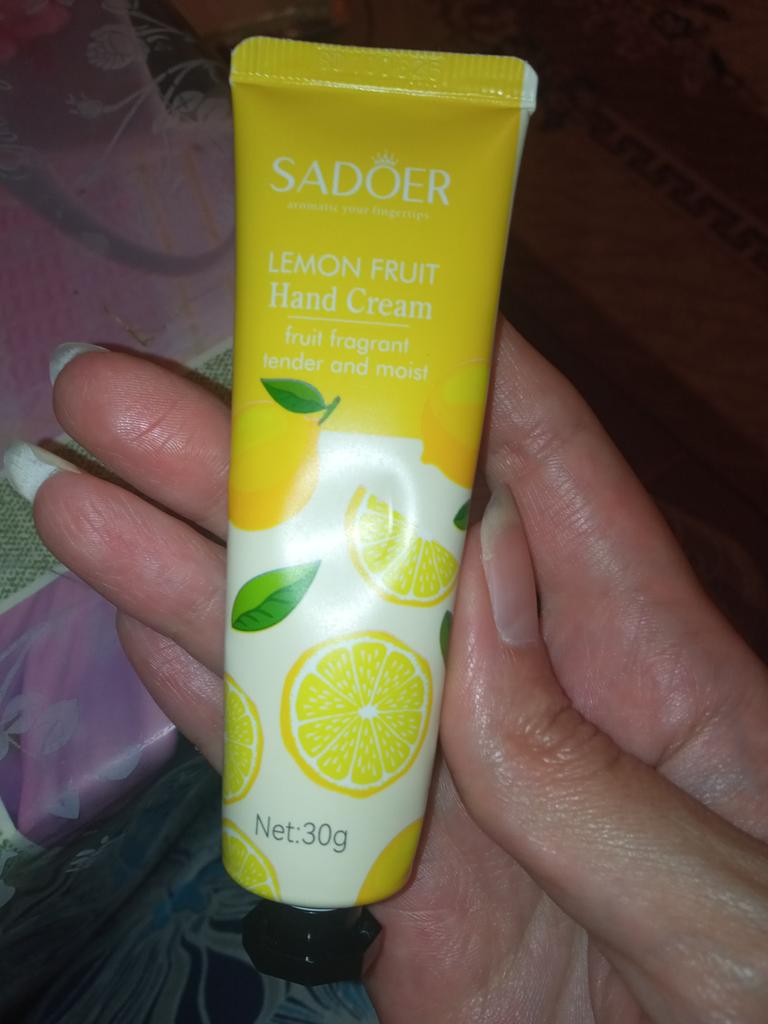 SADOER
aromatic your fingertips
LEMON FRUIT
Hand Cream
fruit fragrant
tender and moist
Net:30g